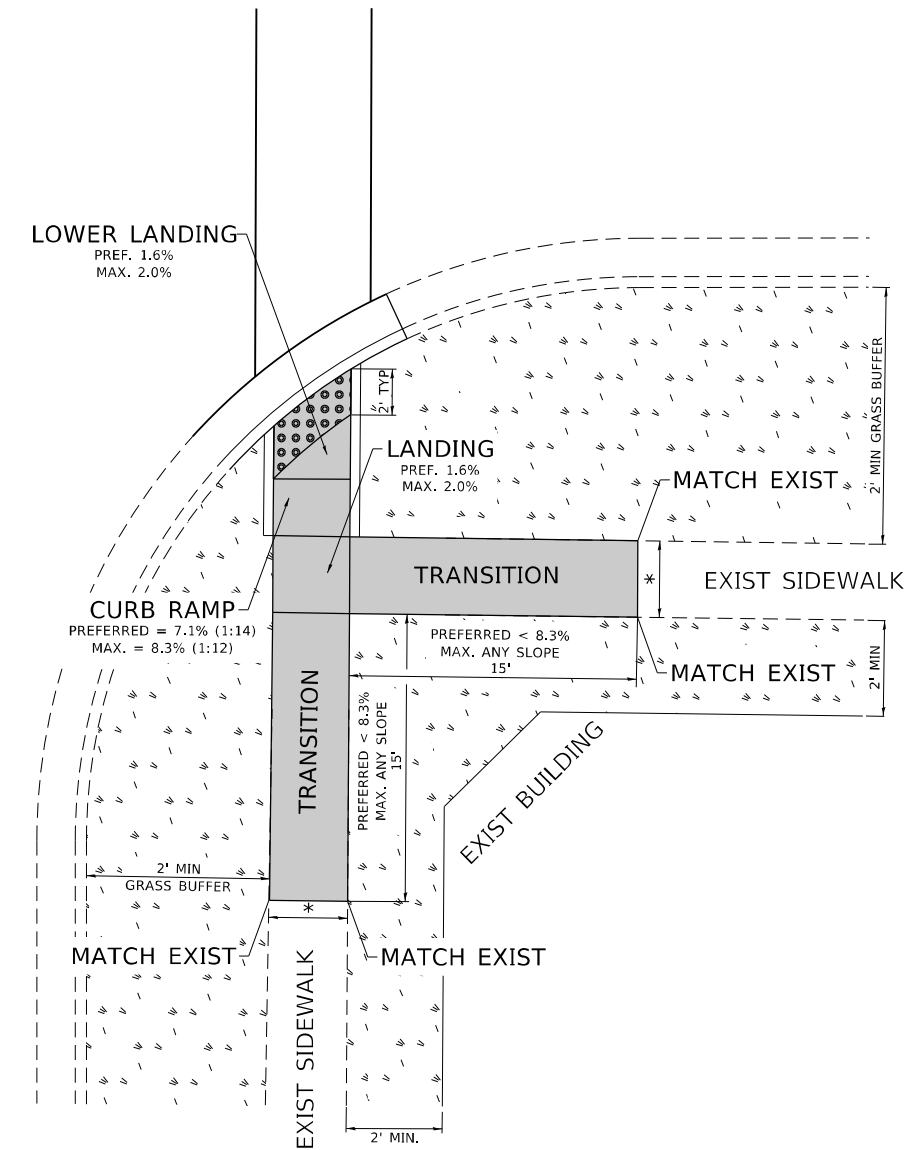 LOWER LANDING
PREF. 1.6%
MAX. 2.0%
2' TYP
LANDING
PREF. 1.6%
MAX. 2.0%
2' MIN GRASS BUFFER
MATCH EXIST
TRANSITION
*
EXIST SIDEWALK
CURB RAMP
PREFERRED = 7.1% (1:14)
MAX. = 8.3% (1:12)
PREFERRED < 8.3%
MAX. ANY SLOPE
15'
MATCH EXIST
2' MIN
TRANSITION
PREFERRED < 8.3%
MAX. ANY SLOPE
15'
EXIST BUILDING
2' MIN
GRASS BUFFER
*
MATCH EXIST
MATCH EXIST
EXIST SIDEWALK
2' MIN.